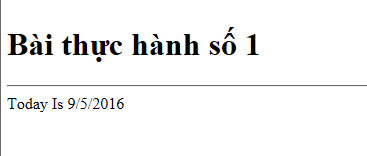 Bài thực hành số 1
Today Is 9/5/2016